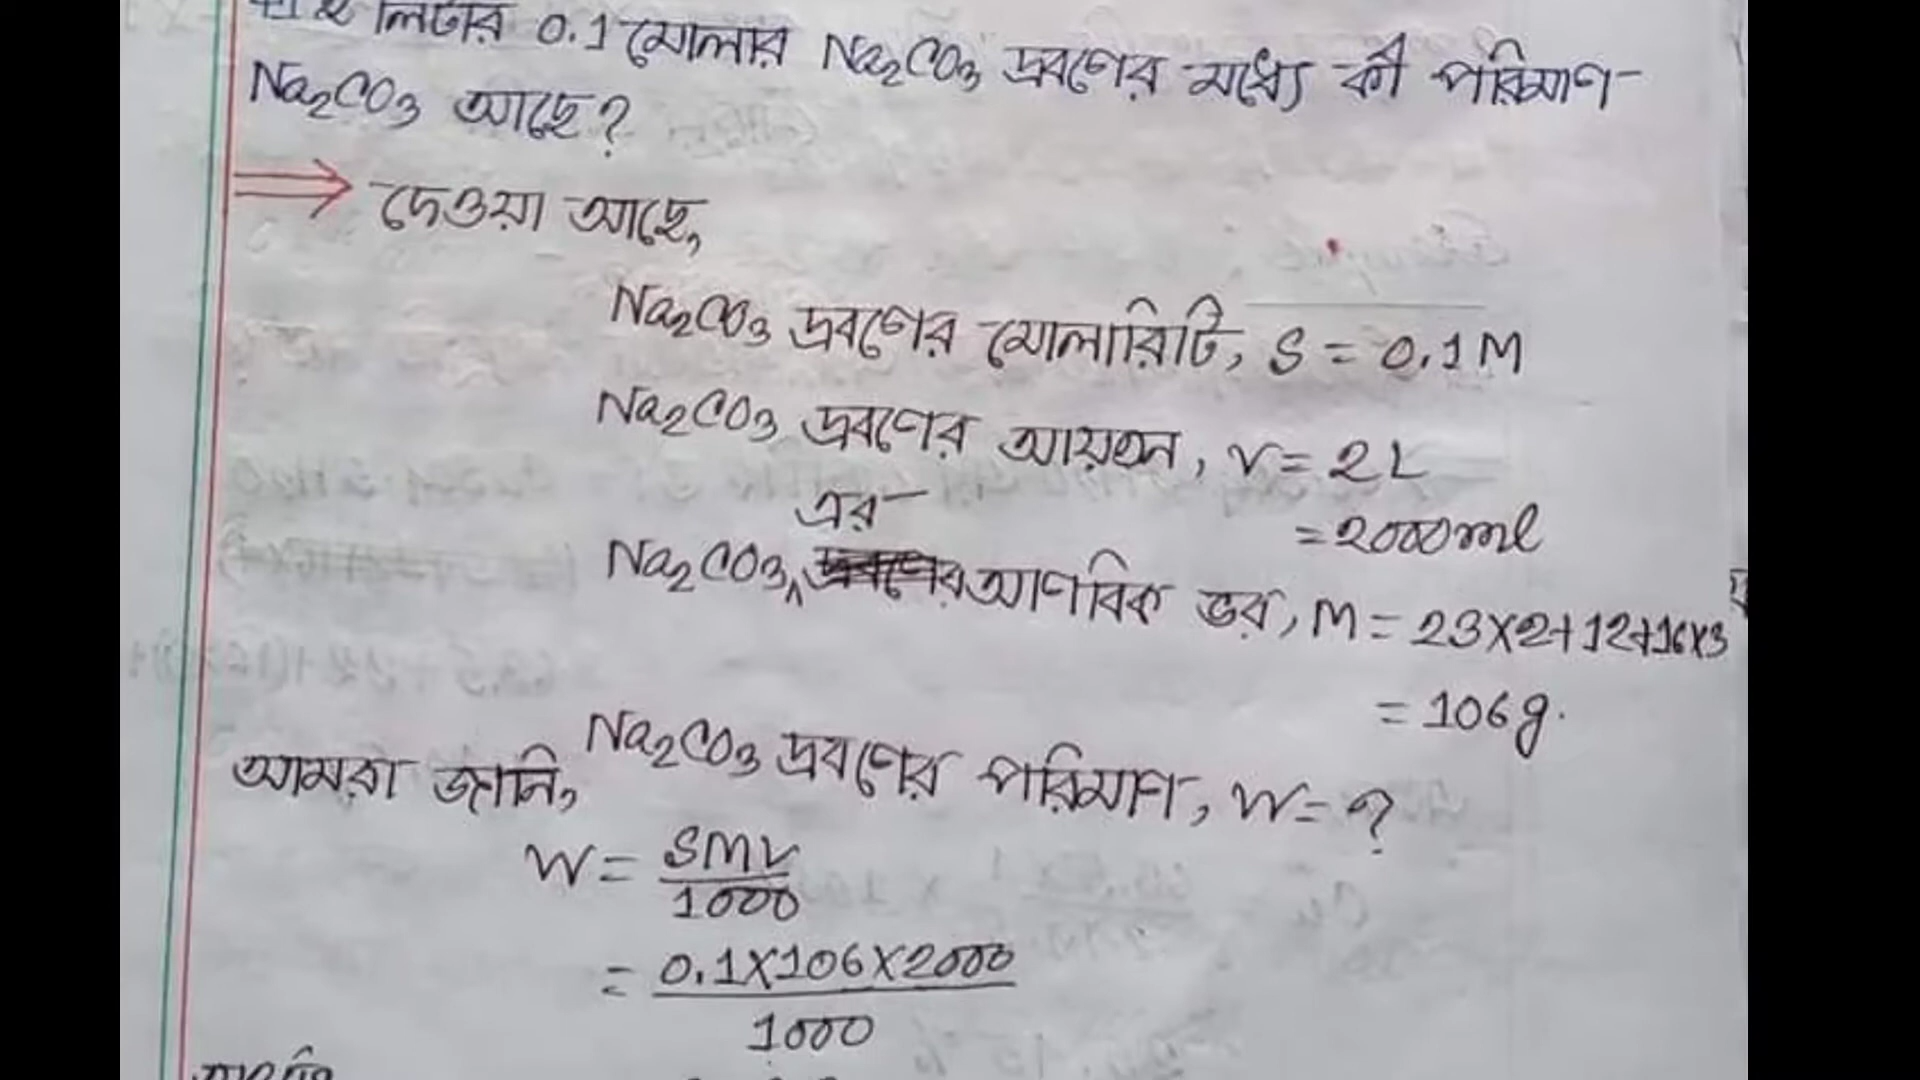 ২ লিটার 0.1 মোলার Na₂CO₃ দ্রবণের মধ্যে কী পরিমাণ
Na₂CO₃ আছে?
⇒ দেওয়া আছে,
Na₂CO₃ দ্রবণের মোলারিটি, S = 0.1M
Na₂CO₃ দ্রবণের আয়তন, V = 2L
= 2000ml
Na₂CO₃ এর আণবিক ভর, M = 23×2+12+16×3
= 106g.
Na₂CO₃ দ্রবণের পরিমাণ, W = ?
আমরা জানি,
W = SMV/1000
= 0.1×106×2000/1000